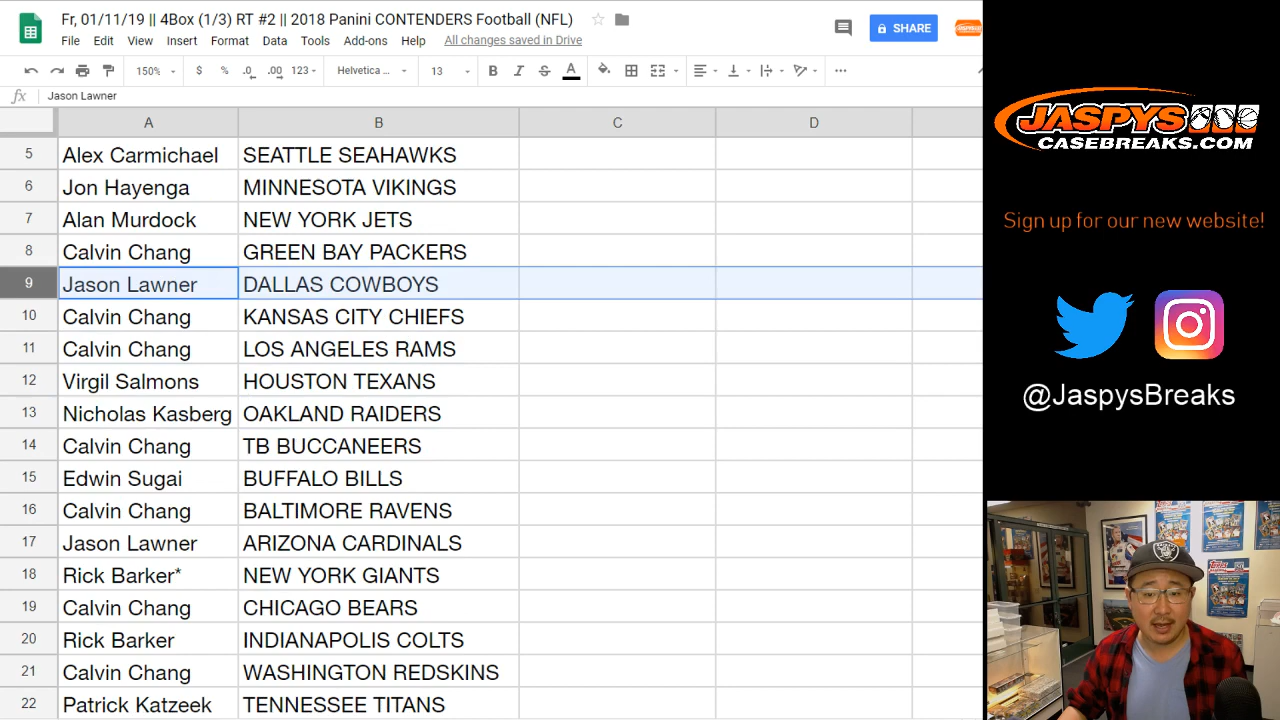 Fr, 01/11/19 || 4Box (1/3) RT #2 || 2018 Panini CONTENDERS Football (NFL)
File Edit View Insert Format Data Tools Add-ons Help All changes saved in Drive
SHARE
150% $ % .0 .00 123 Helvetica... 13 B I S A
fx Jason Lawner
A B C D
5 Alex Carmichael SEATTLE SEAHAWKS
6 Jon Hayenga MINNESOTA VIKINGS
7 Alan Murdock NEW YORK JETS
8 Calvin Chang GREEN BAY PACKERS
9 Jason Lawner DALLAS COWBOYS
10 Calvin Chang KANSAS CITY CHIEFS
11 Calvin Chang LOS ANGELES RAMS
12 Virgil Salmons HOUSTON TEXANS
13 Nicholas Kasberg OAKLAND RAIDERS
14 Calvin Chang TB BUCCANEERS
15 Edwin Sugai BUFFALO BILLS
16 Calvin Chang BALTIMORE RAVENS
17 Jason Lawner ARIZONA CARDINALS
18 Rick Barker* NEW YORK GIANTS
19 Calvin Chang CHICAGO BEARS
20 Rick Barker INDIANAPOLIS COLTS
21 Calvin Chang WASHINGTON REDSKINS
22 Patrick Katzeek TENNESSEE TITANS
JASPYS
CASEBREAKS.COM
Sign up for our new website!
@JaspysBreaks